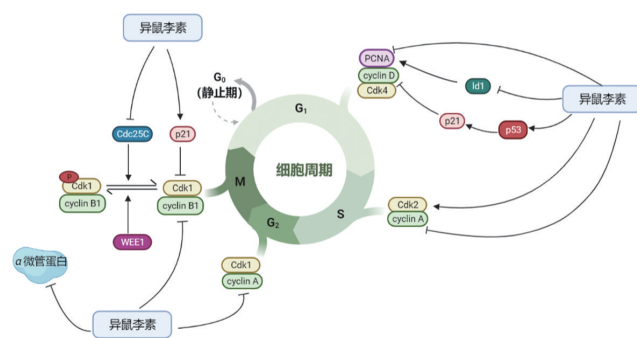 异鼠李素
G₀
(静止期)
G₁
S
G₂
M
细胞周期
Cdc25C
p21
P
Cdk1
cyclin B1
Cdk1
cyclin B1
WEE1
α微管蛋白
异鼠李素
Cdk1
cyclin A
PCNA
cyclin D
Cdk4
Id1
p21
p53
异鼠李素
Cdk2
cyclin A